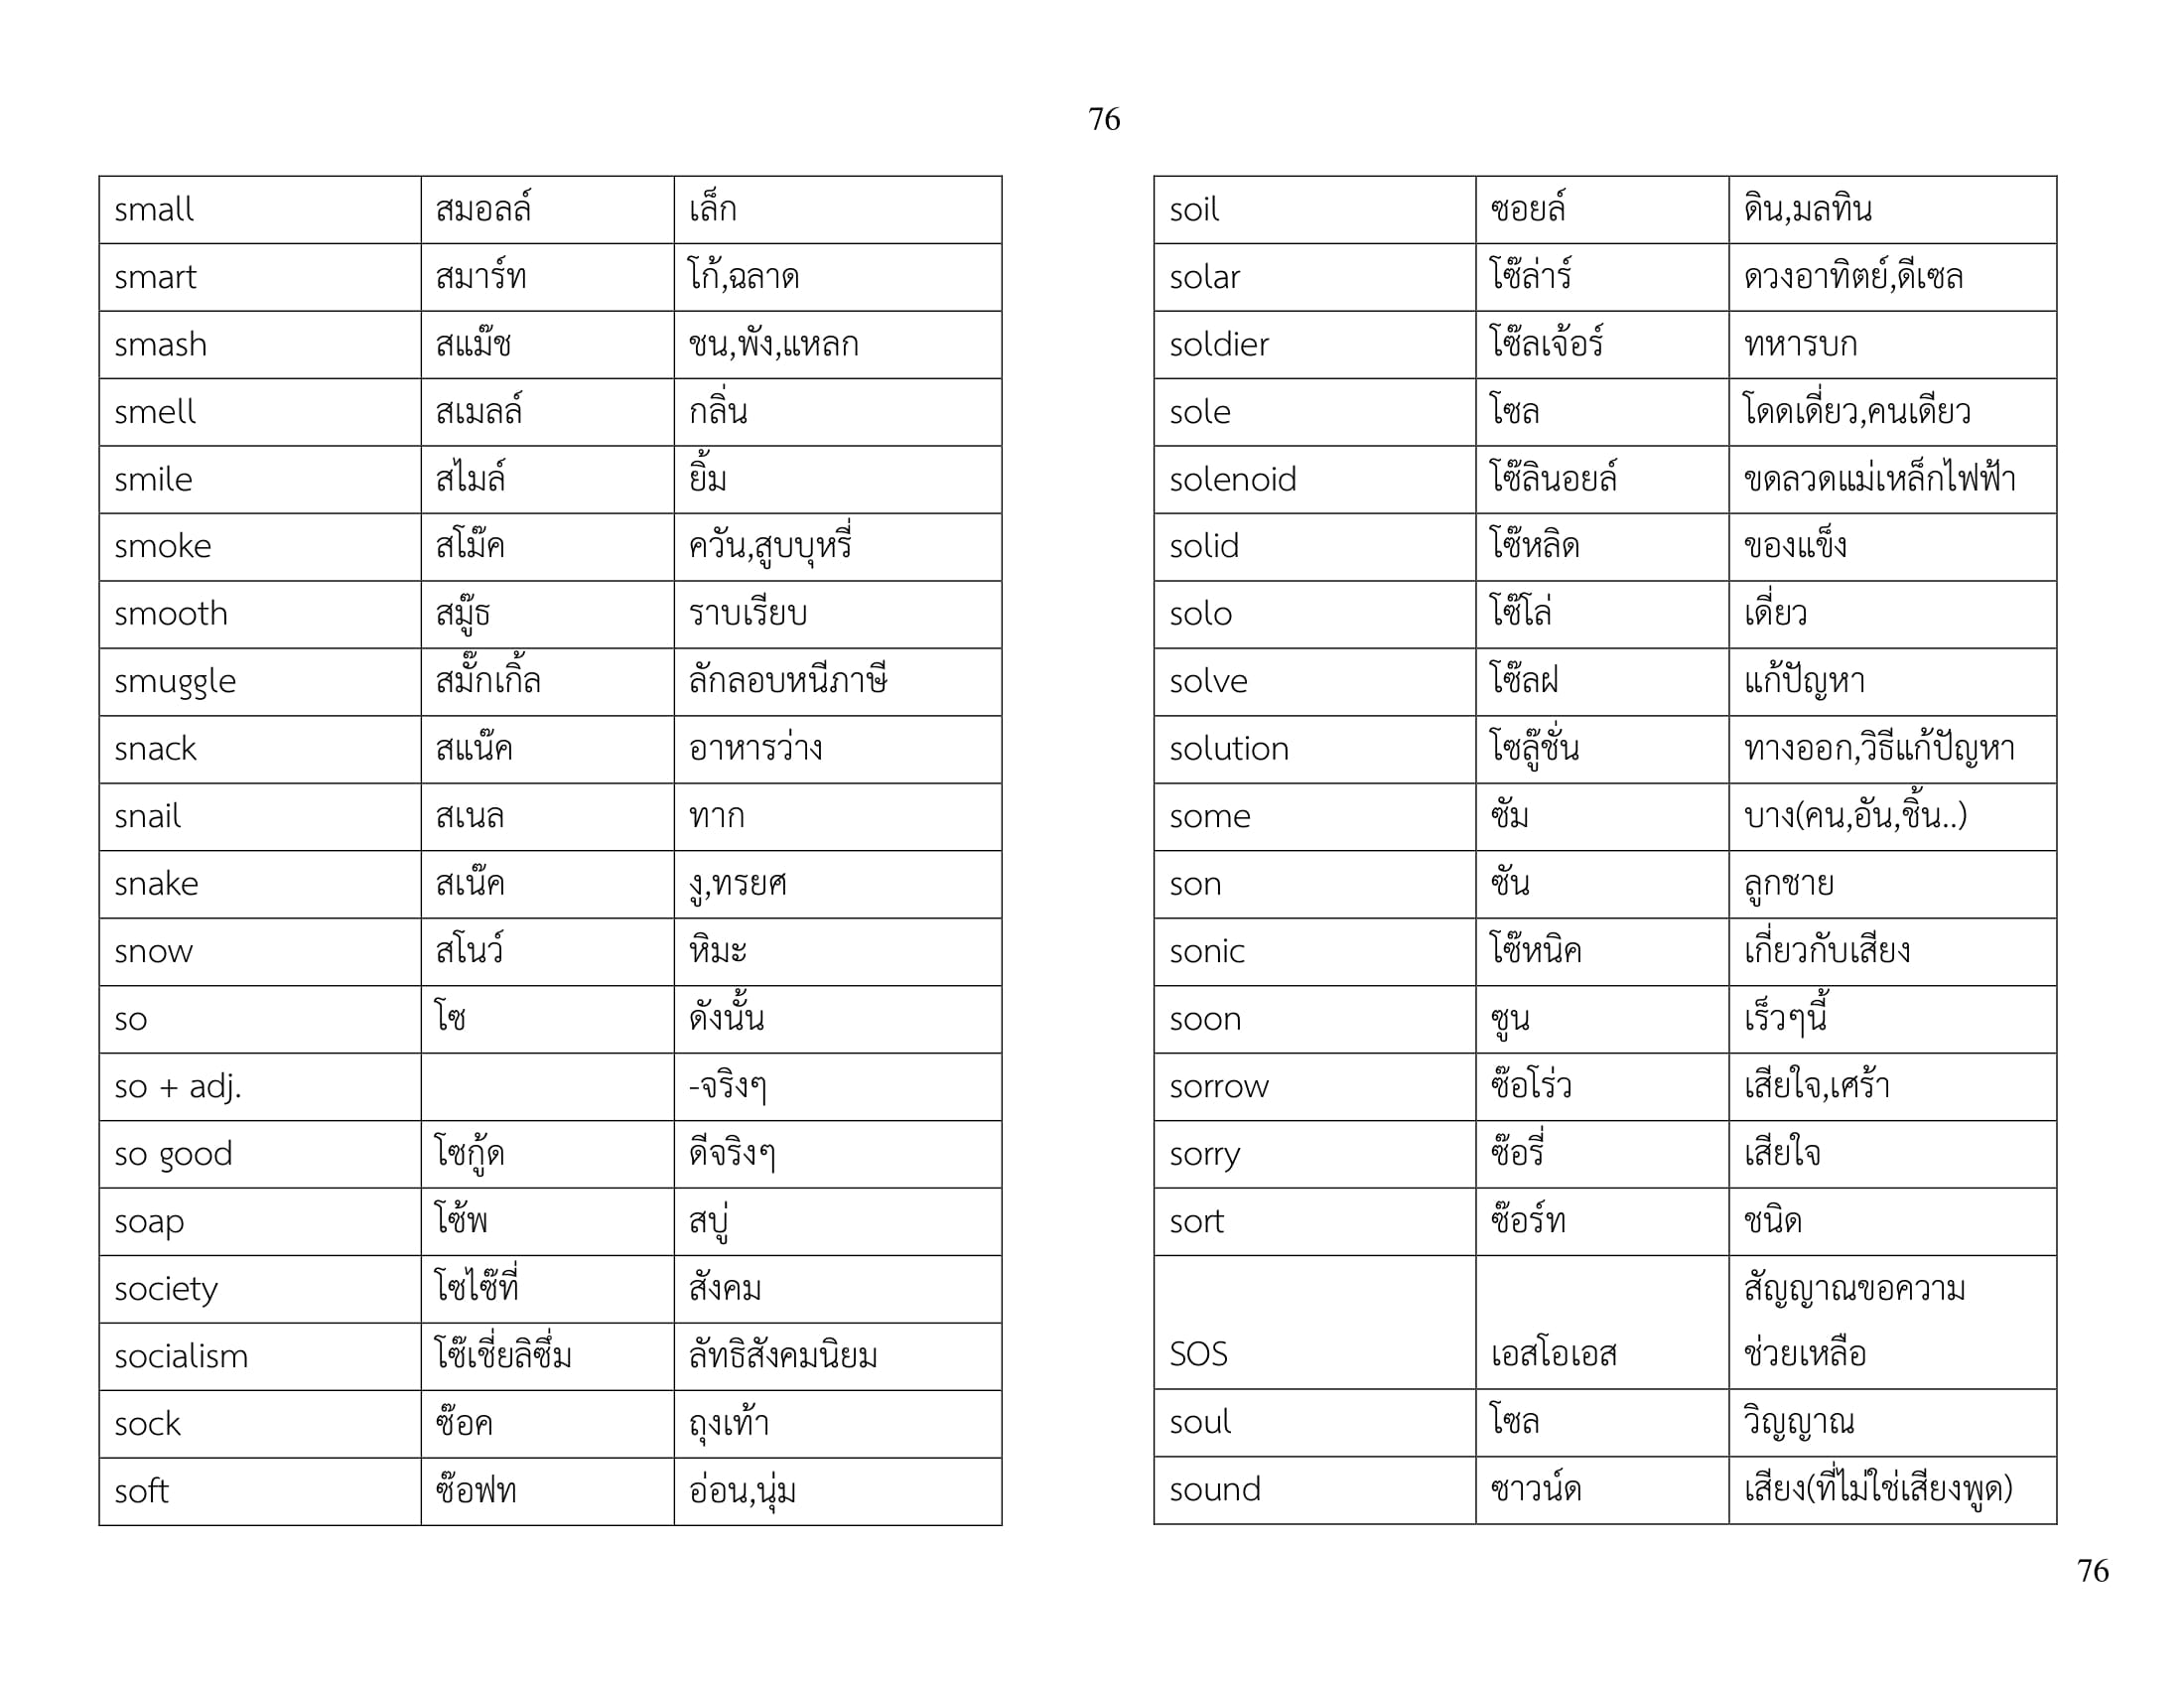 76
small สมอลล์ เล็ก
smart สมาร์ท โก้,ฉลาด
smash สแม๊ช ชน,พัง,แหลก
smell สเมลล์ กลิ่น
smile สไมล์ ยิ้ม
smoke สโม๊ค ควัน,สูบบุหรี่
smooth สมู๊ธ ราบเรียบ
smuggle สมั๊กเกิ้ล ลักลอบหนีภาษี
snack สแน๊ค อาหารว่าง
snail สเนล ทาก
snake สเน๊ค งู,ทรยศ
snow สโนว์ หิมะ
so โซ ดังนั้น
so + adj. -จริงๆ
so good โซกู้ด ดีจริงๆ
soap โซ้พ สบู่
society โซไซ๊ที่ สังคม
socialism โซ๊เชี่ยลิซึ่ม ลัทธิสังคมนิยม
sock ซ๊อค ถุงเท้า
soft ซ๊อฟท อ่อน,นุ่ม
soil ซอยล์ ดิน,มลทิน
solar โซ๊ล่าร์ ดวงอาทิตย์,ดีเซล
soldier โซ๊ลเจ้อร์ ทหารบก
sole โซล โดดเดี่ยว,คนเดียว
solenoid โซ๊ลินอยล์ ขดลวดแม่เหล็กไฟฟ้า
solid โซ๊หลิด ของแข็ง
solo โซ๊โล่ เดี่ยว
solve โซ๊ลฝ แก้ปัญหา
solution โซลู๊ชั่น ทางออก,วิธีแก้ปัญหา
some ซัม บาง(คน,อัน,ชิ้น..)
son ซัน ลูกชาย
sonic โซ๊หนิค เกี่ยวกับเสียง
soon ซูน เร็วๆนี้
sorrow ซ๊อโร่ว เสียใจ,เศร้า
sorry ซ๊อรี่ เสียใจ
sort ซ๊อร์ท ชนิด
สัญญาณขอความ
SOS เอสโอเอส ช่วยเหลือ
soul โซล วิญญาณ
sound ซาวน์ด เสียง(ที่ไม่ใช่เสียงพูด)
76